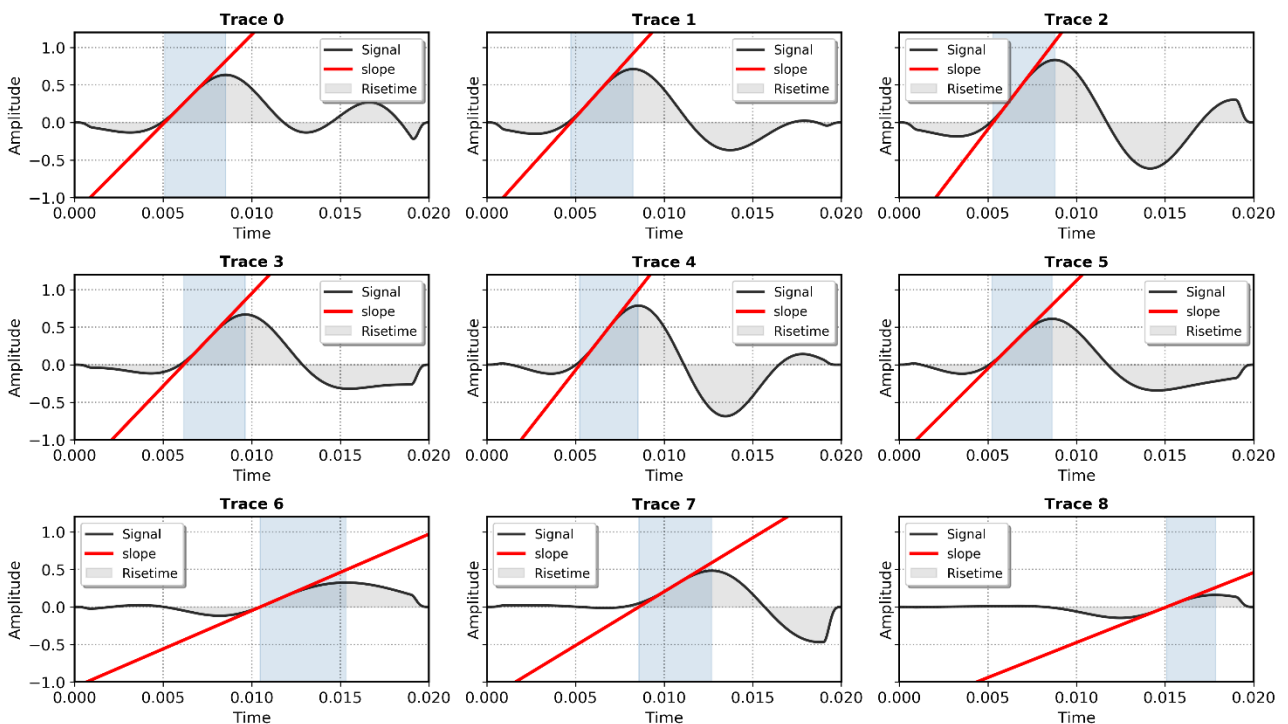 Trace 0
Trace 1
Trace 2
1.0
0.5
0.0
−0.5
−1.0
Amplitude
Signal
slope
Risetime
0.000
0.005
0.010
0.015
0.020
Time
Amplitude
Signal
slope
Risetime
0.000
0.005
0.010
0.015
0.020
Time
Amplitude
Signal
slope
Risetime
0.000
0.005
0.010
0.015
0.020
Time
Trace 3
Trace 4
Trace 5
1.0
0.5
0.0
−0.5
−1.0
Amplitude
Signal
slope
Risetime
0.000
0.005
0.010
0.015
0.020
Time
Amplitude
Signal
slope
Risetime
0.000
0.005
0.010
0.015
0.020
Time
Amplitude
Signal
slope
Risetime
0.000
0.005
0.010
0.015
0.020
Time
Trace 6
Trace 7
Trace 8
1.0
0.5
0.0
−0.5
−1.0
Amplitude
Signal
slope
Risetime
0.000
0.005
0.010
0.015
0.020
Time
Amplitude
Signal
slope
Risetime
0.000
0.005
0.010
0.015
0.020
Time
Amplitude
Signal
slope
Risetime
0.000
0.005
0.010
0.015
0.020
Time